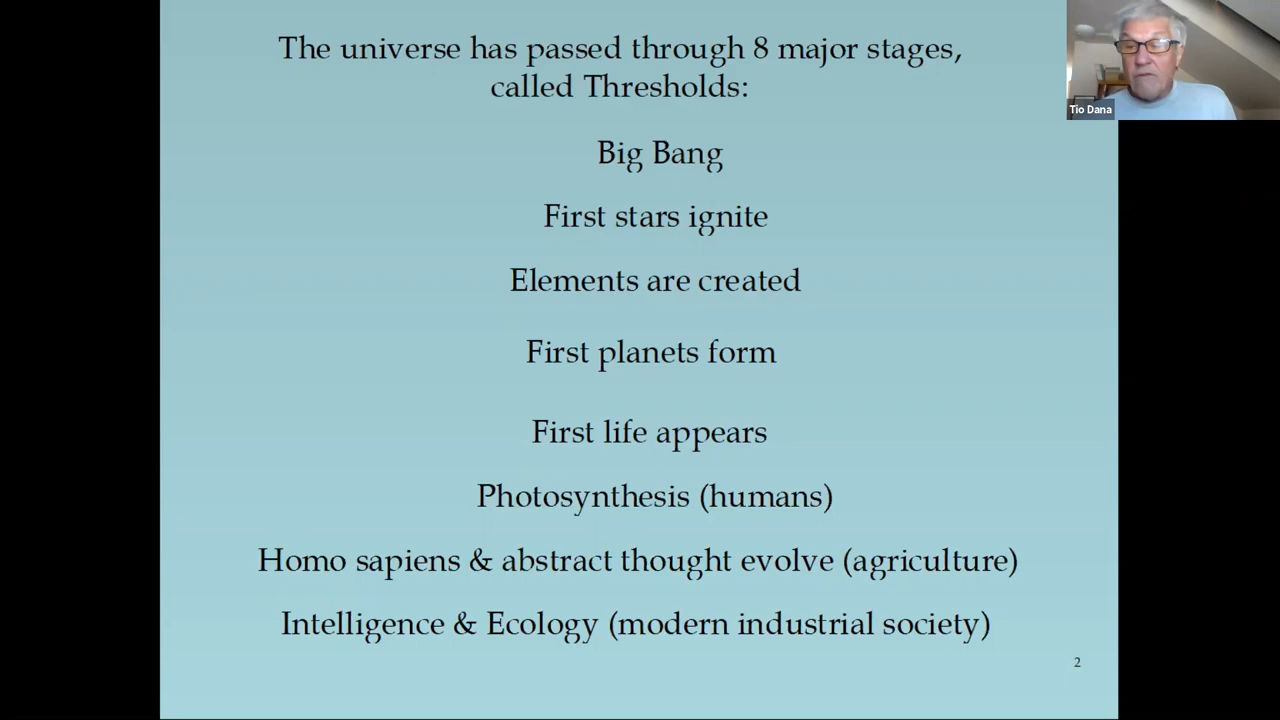 The universe has passed through 8 major stages,
called Thresholds:
Big Bang
First stars ignite
Elements are created
First planets form
First life appears
Photosynthesis (humans)
Homo sapiens & abstract thought evolve (agriculture)
Intelligence & Ecology (modern industrial society)
2
Tio Dana